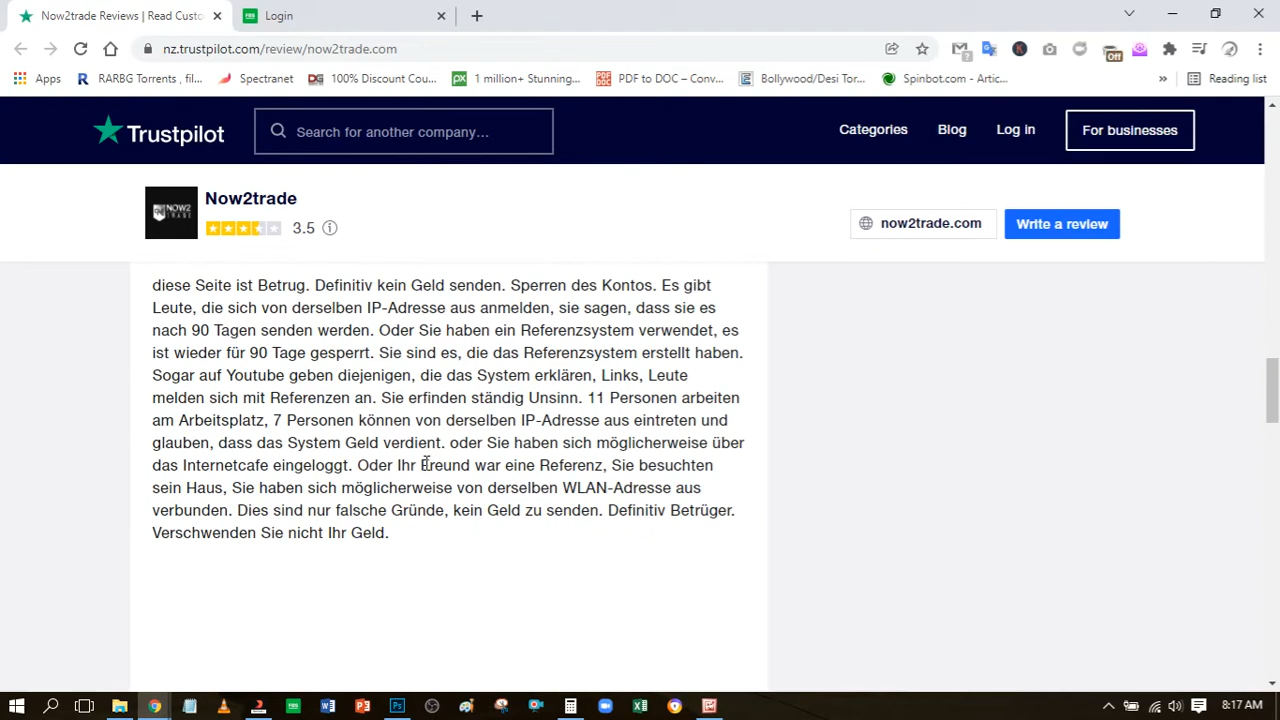 Now2trade Reviews | Read Custo
Login
nz.trustpilot.com/review/now2trade.com
Off
Apps
RARBG Torrents , fil...
Spectranet
100% Discount Cou...
1 million+ Stunning...
PDF to DOC – Conv...
Bollywood/Desi Tor...
Spinbot.com - Artic...
»
Reading list
Trustpilot
Search for another company...
Categories
Blog
Log in
For businesses
NOW2
TRADE
Now2trade
3.5
now2trade.com
Write a review
diese Seite ist Betrug. Definitiv kein Geld senden. Sperren des Kontos. Es gibt
Leute, die sich von derselben IP-Adresse aus anmelden, sie sagen, dass sie es
nach 90 Tagen senden werden. Oder Sie haben ein Referenzsystem verwendet, es
ist wieder für 90 Tage gesperrt. Sie sind es, die das Referenzsystem erstellt haben.
Sogar auf Youtube geben diejenigen, die das System erklären, Links, Leute
melden sich mit Referenzen an. Sie erfinden ständig Unsinn. 11 Personen arbeiten
am Arbeitsplatz, 7 Personen können von derselben IP-Adresse aus eintreten und
glauben, dass das System Geld verdient. oder Sie haben sich möglicherweise über
das Internetcafe eingeloggt. Oder Ihr Freund war eine Referenz, Sie besuchten
sein Haus, Sie haben sich möglicherweise von derselben WLAN-Adresse aus
verbunden. Dies sind nur falsche Gründe, kein Geld zu senden. Definitiv Betrüger.
Verschwenden Sie nicht Ihr Geld.
8:17 AM